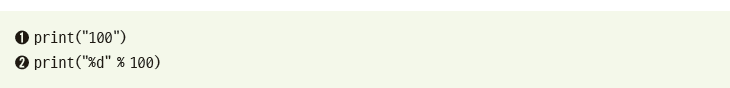 ❶ print("100")
❷ print("%d" % 100)